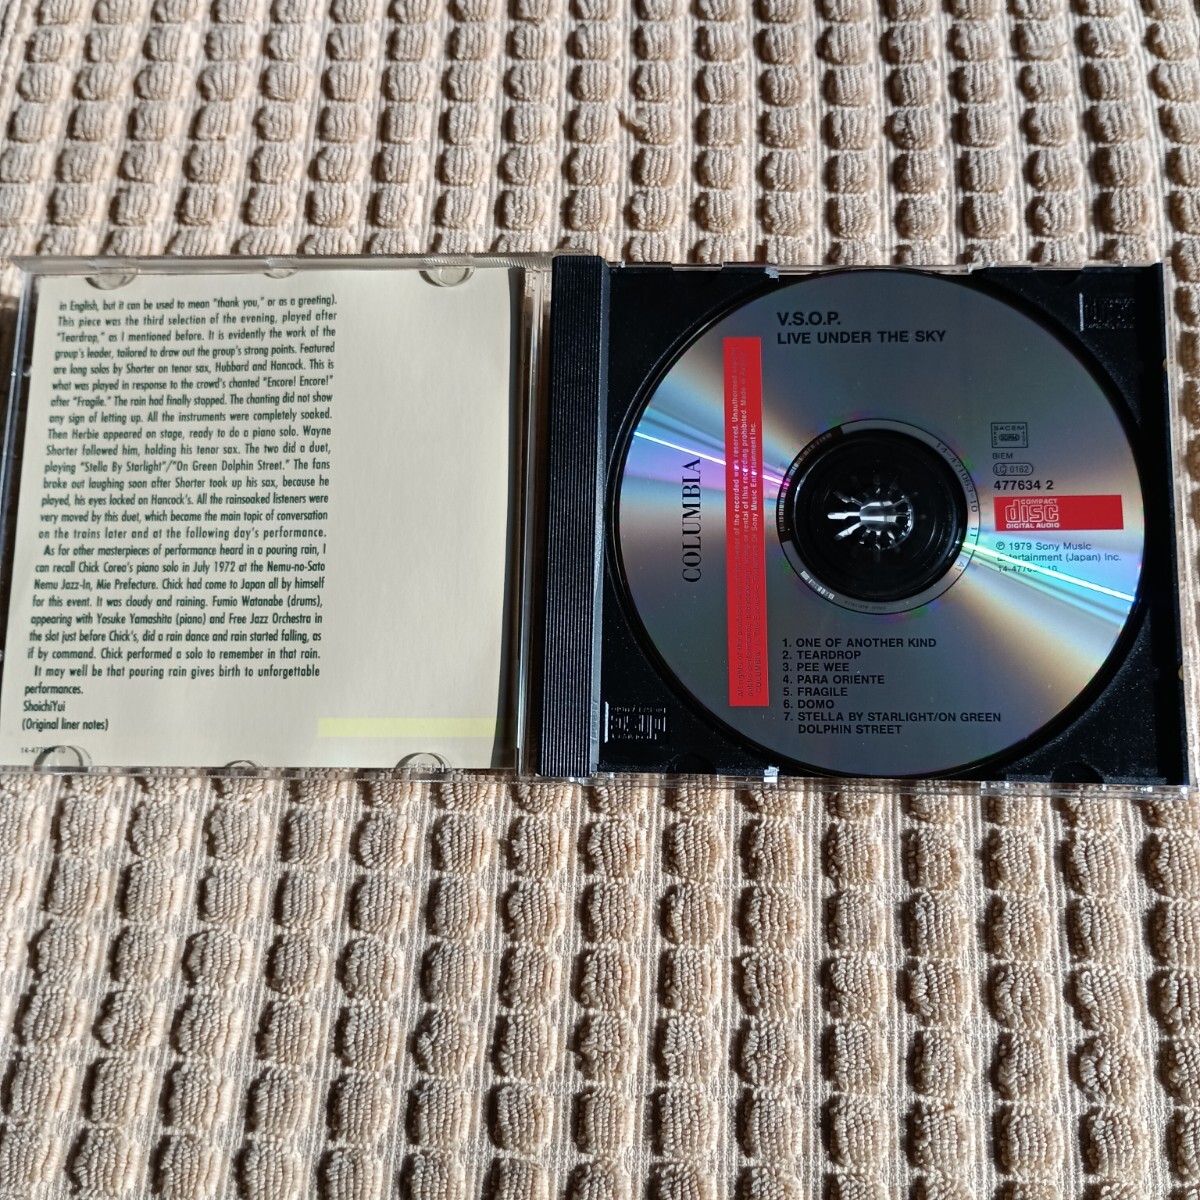 in English, but it can be used to mean "thank you," or as a greeting).
This piece was the third selection of the evening, played after
"Teardrop," as I mentioned before. It is evidently the work of the
group's leader, tailored to draw out the group's strong points. Featured
are long solos by Shorter on tenor sax, Hubbard and Hancock. This is
what was played in response to the crowd's chanted "Encore! Encore!"
after "Fragile." The rain had finally stopped. The chanting did not show
any sign of letting up. All the instruments were completely soaked.
Then Herbie appeared on stage, ready to do a piano solo. Wayne
Shorter followed him, holding his tenor sax. The two did a duet,
playing "Stella By Starlight"/"On Green Dolphin Street." The fans
broke out laughing soon after Shorter took up his sax, because he
played, his eyes locked on Hancock's. All the rainsoaked listeners were
very moved by this duet, which became the main topic of conversation
on the trains later and at the following day's performance.
As for other masterpieces of performance heard in a pouring rain, I
can recall Chick Corea's piano solo in July 1972 at the Nemu-no-Sato
Nemu Jazz-In, Mie Prefecture. Chick had come to Japan all by himself
for this event. It was cloudy and raining. Fumio Watanabe (drums),
appearing with Yosuke Yamashita (piano) and Free Jazz Orchestra in
the slot just before Chick's, did a rain dance and rain started falling, as
if by command. Chick performed a solo to remember in that rain.
It may well be that pouring rain gives birth to unforgettable
performances.
ShoichiYui
(Original liner notes)
V.S.O.P.
LIVE UNDER THE SKY
COLUMBIA
SACEM
BIEM
LC 0162
477634 2
COMPACT
disc
DIGITAL AUDIO
℗ 1979 Sony Music
Entertainment (Japan) Inc.
1. ONE OF ANOTHER KIND
2. TEARDROP
3. PEE WEE
4. PARA ORIENTE
5. FRAGILE
6. DOMO
7. STELLA BY STARLIGHT/ON GREEN
DOLPHIN STREET